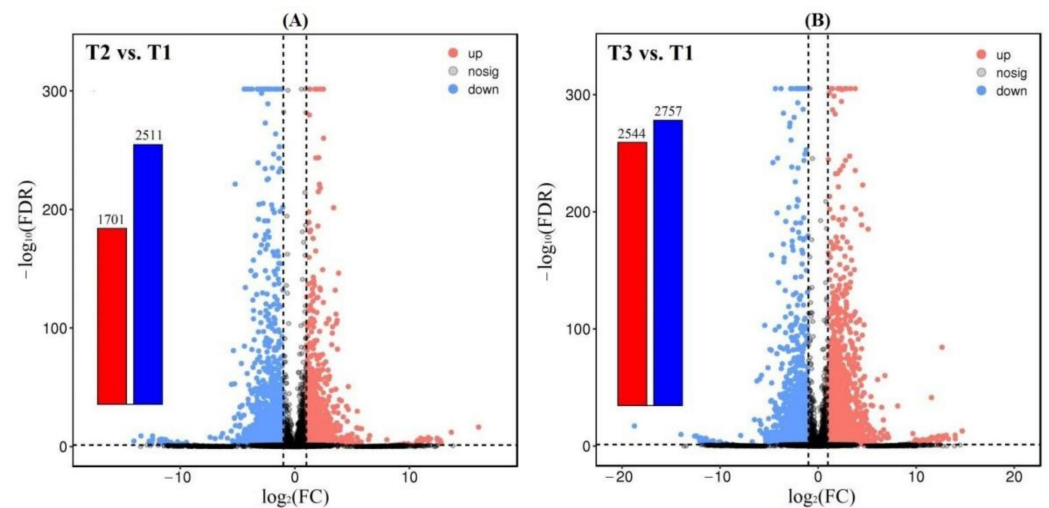 (A)
T2 vs. T1
up
nosig
down
2511
1701
300
200
100
0
−log₁₀(FDR)
−10
0
10
log₂(FC)
(B)
T3 vs. T1
up
nosig
down
2757
2544
300
200
100
0
−log₁₀(FDR)
−20
−10
0
10
20
log₂(FC)